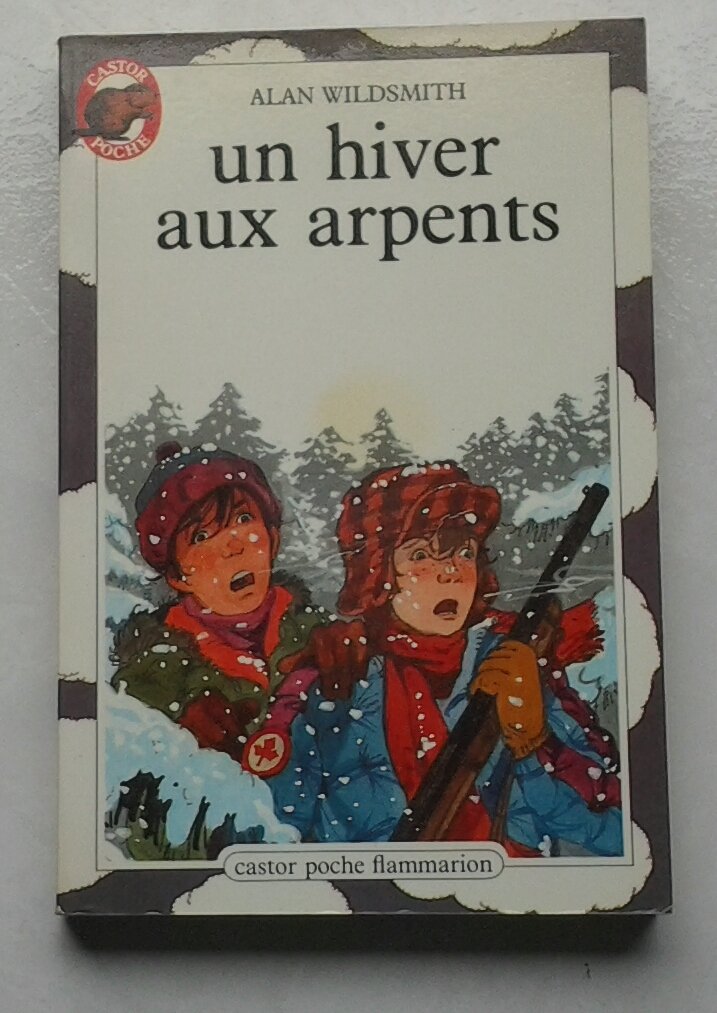 CASTOR
POCHE
ALAN WILDSMITH
un hiver
aux arpents
castor poche flammarion